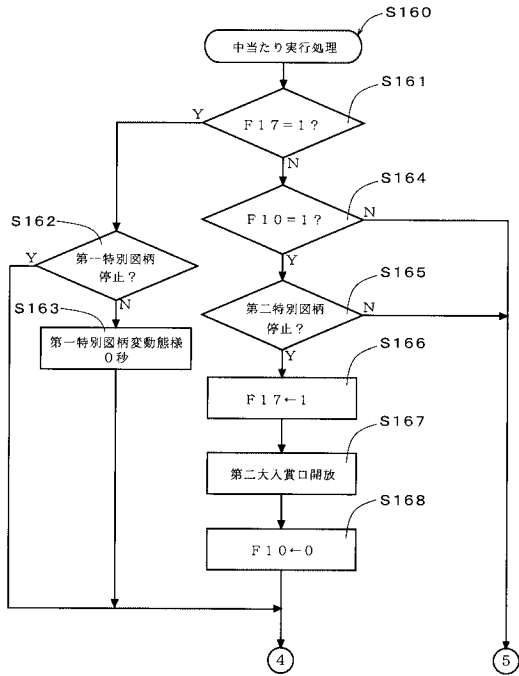 S160
中当たり実行処理
S161
F17=1?
Y
N
S164
F10=1?
N
Y
S162
第一特別図柄
停止?
Y
N
S165
第二特別図柄
停止?
N
Y
S163
第一特別図柄変動態様
0秒
S166
F17←1
S167
第二大入賞口開放
S168
F10←0
4
5